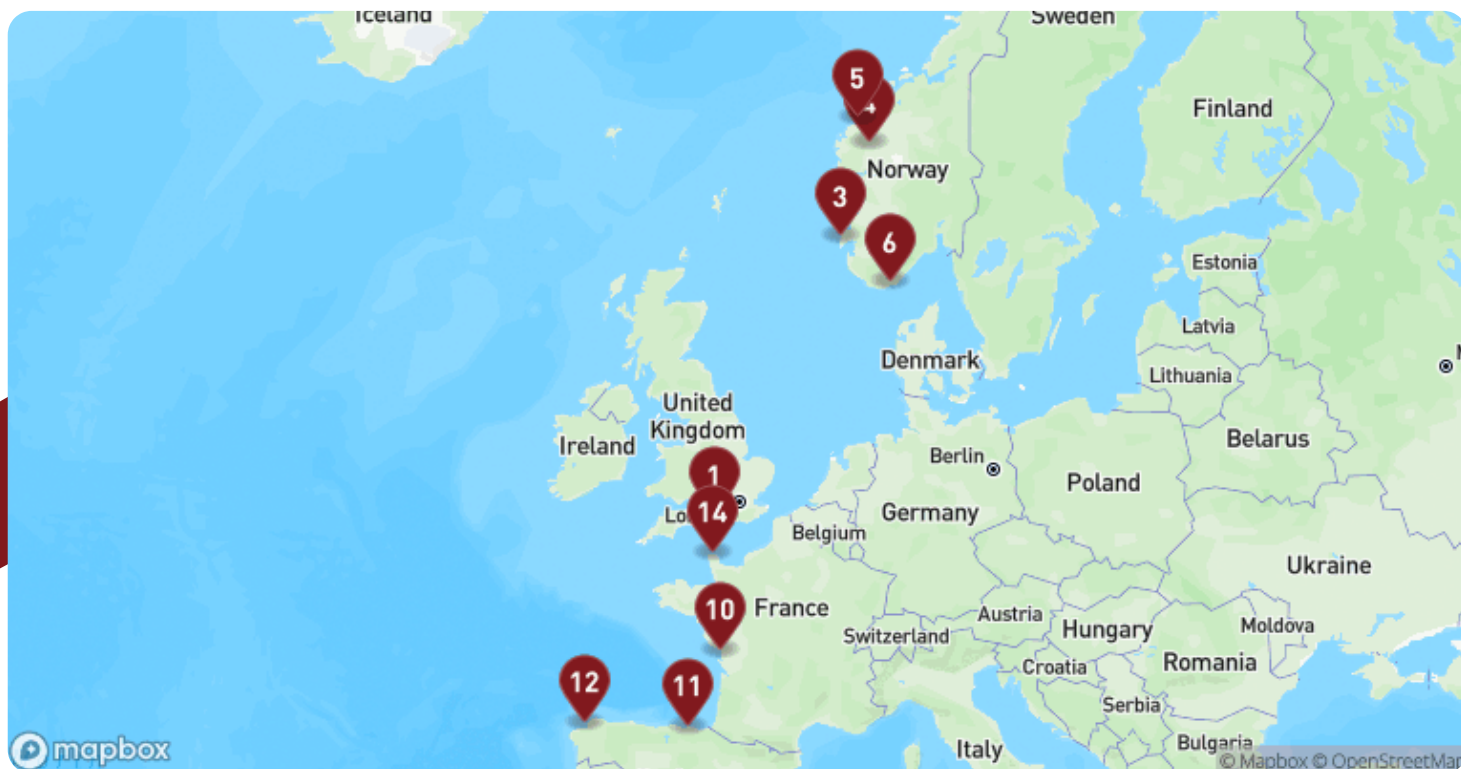 Iceland
Sweden
5
4
Finland
Norway
3
6
Estonia
Latvia
Denmark
Lithuania
United
Kingdom
Ireland
Belarus
Berlin
1
Poland
14
Germany
Belgium
Ukraine
10
France
Austria
Switzerland
Hungary
Moldova
Croatia
Romania
12
11
Serbia
Italy
Bulgaria
mapbox
© Mapbox © OpenStreetMap